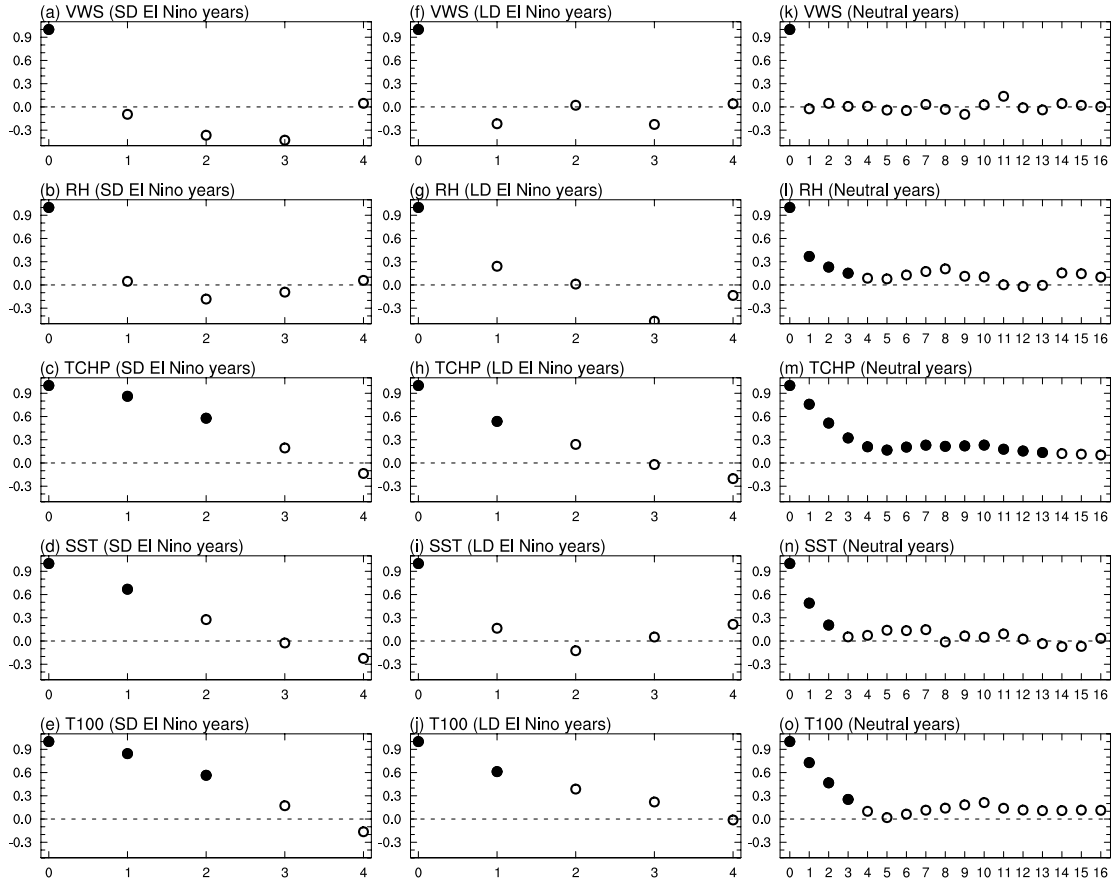 (a) VWS (SD El Nino years)
0.9
0.6
0.3
0.0
-0.3
0 1 2 3 4
(f) VWS (LD El Nino years)
0.9
0.6
0.3
0.0
-0.3
0 1 2 3 4
(k) VWS (Neutral years)
0.9
0.6
0.3
0.0
-0.3
0 1 2 3 4 5 6 7 8 9 10 11 12 13 14 15 16
(b) RH (SD El Nino years)
0.9
0.6
0.3
0.0
-0.3
0 1 2 3 4
(g) RH (LD El Nino years)
0.9
0.6
0.3
0.0
-0.3
0 1 2 3 4
(l) RH (Neutral years)
0.9
0.6
0.3
0.0
-0.3
0 1 2 3 4 5 6 7 8 9 10 11 12 13 14 15 16
(c) TCHP (SD El Nino years)
0.9
0.6
0.3
0.0
-0.3
0 1 2 3 4
(h) TCHP (LD El Nino years)
0.9
0.6
0.3
0.0
-0.3
0 1 2 3 4
(m) TCHP (Neutral years)
0.9
0.6
0.3
0.0
-0.3
0 1 2 3 4 5 6 7 8 9 10 11 12 13 14 15 16
(d) SST (SD El Nino years)
0.9
0.6
0.3
0.0
-0.3
0 1 2 3 4
(i) SST (LD El Nino years)
0.9
0.6
0.3
0.0
-0.3
0 1 2 3 4
(n) SST (Neutral years)
0.9
0.6
0.3
0.0
-0.3
0 1 2 3 4 5 6 7 8 9 10 11 12 13 14 15 16
(e) T100 (SD El Nino years)
0.9
0.6
0.3
0.0
-0.3
0 1 2 3 4
(j) T100 (LD El Nino years)
0.9
0.6
0.3
0.0
-0.3
0 1 2 3 4
(o) T100 (Neutral years)
0.9
0.6
0.3
0.0
-0.3
0 1 2 3 4 5 6 7 8 9 10 11 12 13 14 15 16